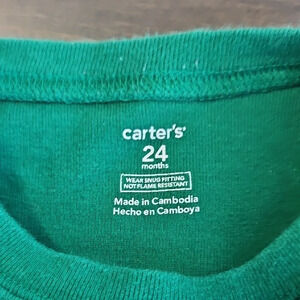 carter's®
24
months
WEAR SNUG FITTING
NOT FLAME RESISTANT
Made in Cambodia
Hecho en Camboya